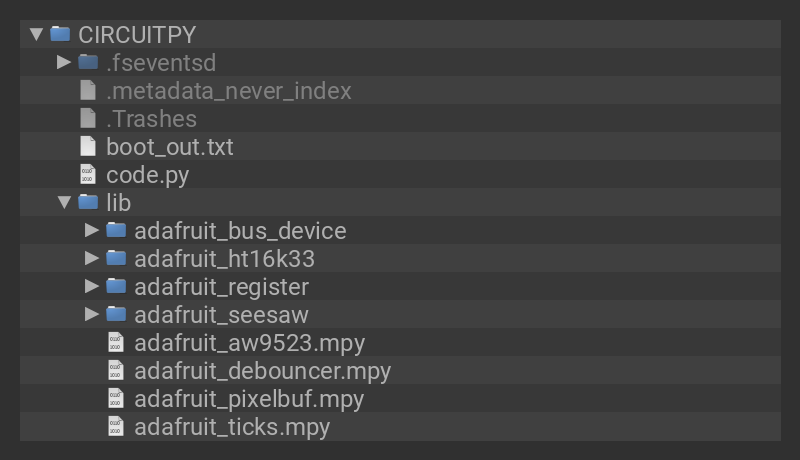 CIRCUITPY
.fseventsd
.metadata_never_index
.Trashes
boot_out.txt
code.py
lib
adafruit_bus_device
adafruit_ht16k33
adafruit_register
adafruit_seesaw
adafruit_aw9523.mpy
adafruit_debouncer.mpy
adafruit_pixelbuf.mpy
adafruit_ticks.mpy